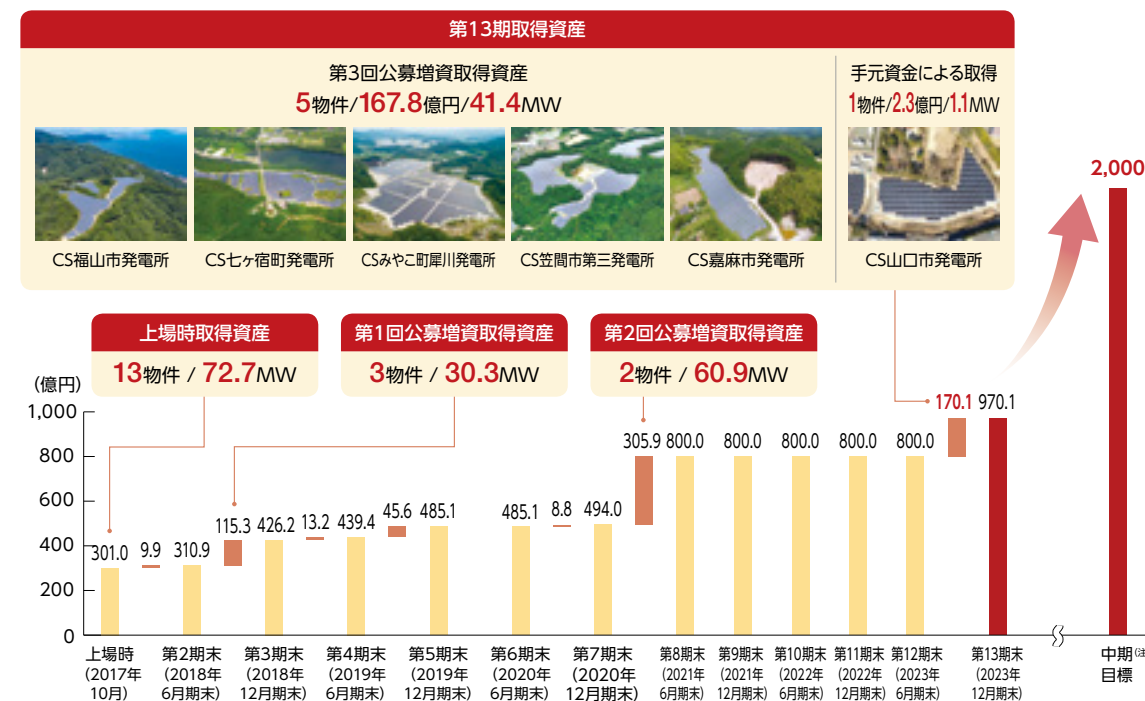 第13期取得資産
第3回公募増資取得資産
5物件/167.8億円/41.4MW
手元資金による取得
1物件/2.3億円/1.1MW
CS福山市発電所
CS七ヶ宿町発電所
CSみやこ町犀川発電所
CS笠間市第三発電所
CS嘉麻市発電所
CS山口市発電所
2,000
上場時取得資産
13物件 / 72.7MW
第1回公募増資取得資産
3物件 / 30.3MW
第2回公募増資取得資産
2物件 / 60.9MW
(億円)
1,000
800
600
400
200
0
301.0
9.9
310.9
115.3
426.2
13.2
439.4
45.6
485.1
485.1
8.8
494.0
305.9
800.0
800.0
800.0
800.0
800.0
170.1
970.1
上場時
(2017年
10月)
第2期末
(2018年
6月期末)
第3期末
(2018年
12月期末)
第4期末
(2019年
6月期末)
第5期末
(2019年
12月期末)
第6期末
(2020年
6月期末)
第7期末
(2020年
12月期末)
第8期末
(2021年
6月期末)
第9期末
(2021年
12月期末)
第10期末
(2022年
6月期末)
第11期末
(2022年
12月期末)
第12期末
(2023年
6月期末)
第13期末
(2023年
12月期末)
中期(注
目標